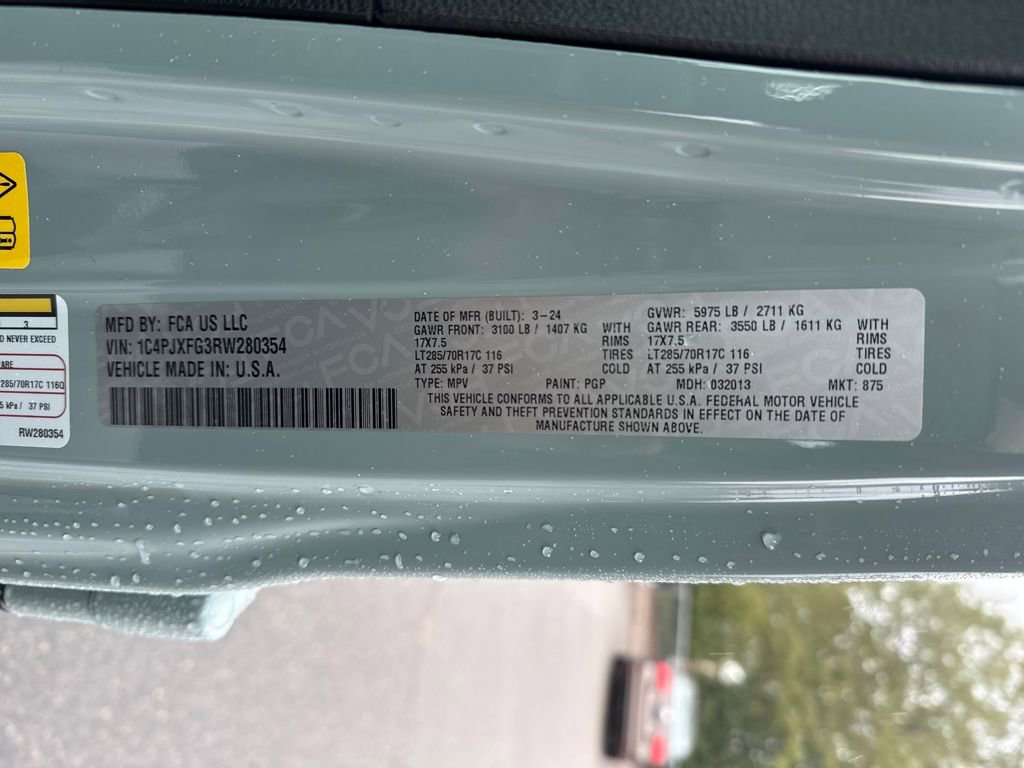 3
D NEVER EXCEED
ARE
285/70R17C 116Q
55 kPa / 37 PSI
RW280354
MFD BY: FCA US LLC
VIN: 1C4PJXFG3RW280354
VEHICLE MADE IN: U.S.A.
DATE OF MFR (BUILT): 3-24
GAWR FRONT: 3100 LB / 1407 KG WITH
17X7.5 RIMS
LT285/70R17C 116 TIRES
AT 255 kPa / 37 PSI COLD
GVWR: 5975 LB / 2711 KG
GAWR REAR: 3550 LB / 1611 KG WITH
17X7.5 RIMS
LT285/70R17C 116 TIRES
AT 255 kPa / 37 PSI COLD
TYPE: MPV PAINT: PGP MDH: 032013 MKT: 875
THIS VEHICLE CONFORMS TO ALL APPLICABLE U.S.A. FEDERAL MOTOR VEHICLE
SAFETY AND THEFT PREVENTION STANDARDS IN EFFECT ON THE DATE OF
MANUFACTURE SHOWN ABOVE.